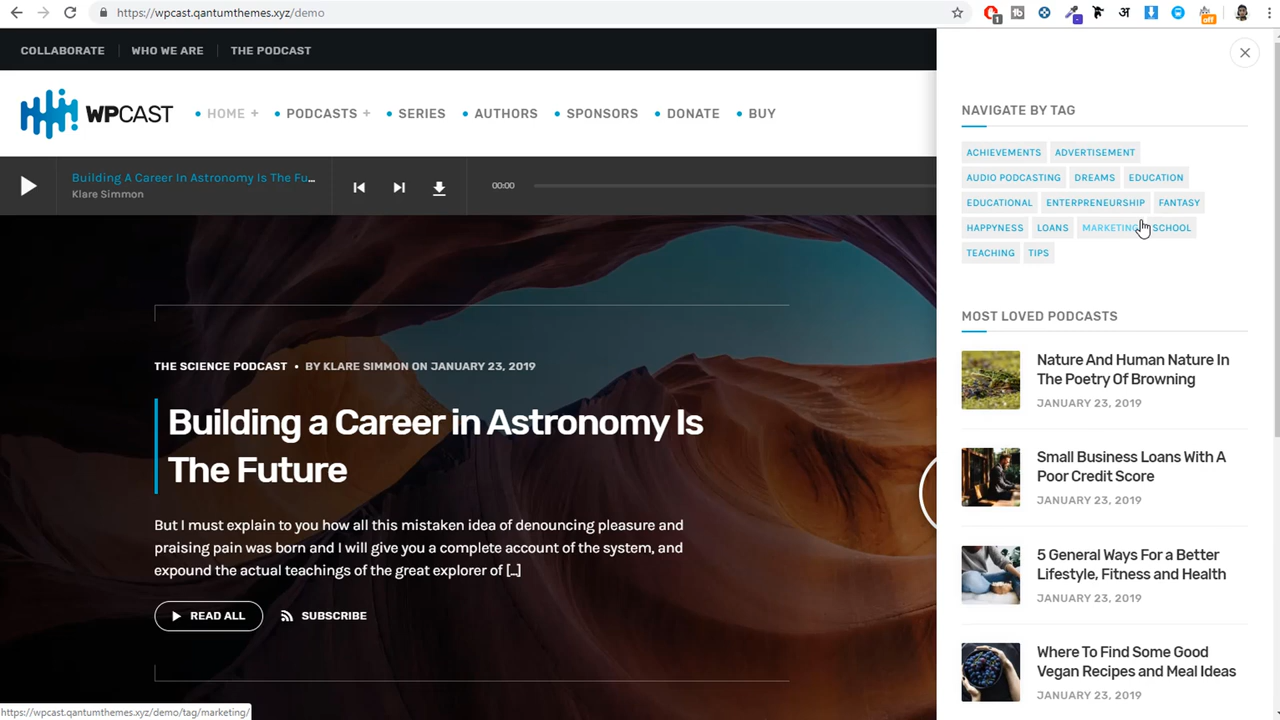 https://wpcast.qantumthemes.xyz/demo
1
off
COLLABORATE WHO WE ARE THE PODCAST
WPCAST HOME + PODCASTS + SERIES AUTHORS SPONSORS DONATE BUY
Building A Career In Astronomy Is The Fu...
Klare Simmon
00:00
THE SCIENCE PODCAST • BY KLARE SIMMON ON JANUARY 23, 2019
Building a Career in Astronomy Is
The Future
But I must explain to you how all this mistaken idea of denouncing pleasure and
praising pain was born and I will give you a complete account of the system, and
expound the actual teachings of the great explorer of [...]
READ ALL SUBSCRIBE
NAVIGATE BY TAG
ACHIEVEMENTS ADVERTISEMENT
AUDIO PODCASTING DREAMS EDUCATION
EDUCATIONAL ENTERPRENEURSHIP FANTASY
HAPPYNESS LOANS MARKETING SCHOOL
TEACHING TIPS
MOST LOVED PODCASTS
Nature And Human Nature In
The Poetry Of Browning
JANUARY 23, 2019
Small Business Loans With A
Poor Credit Score
JANUARY 23, 2019
5 General Ways For a Better
Lifestyle, Fitness and Health
JANUARY 23, 2019
Where To Find Some Good
Vegan Recipes and Meal Ideas
JANUARY 23, 2019
https://wpcast.qantumthemes.xyz/demo/tag/marketing/